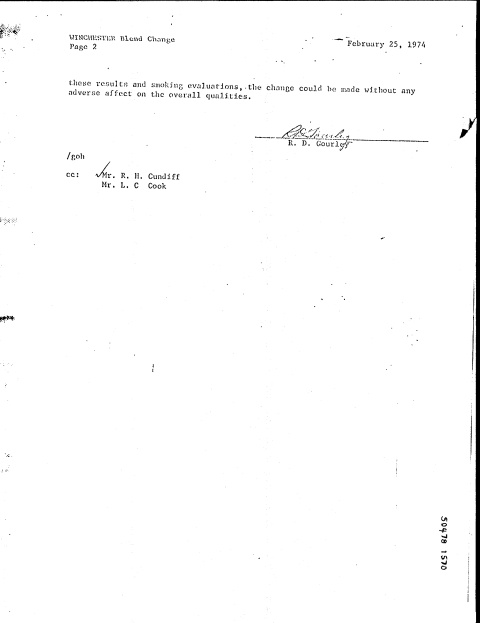 WINCHESTER Blend Change
Page 2
February 25, 1974
these results and smoking evaluations, the change could be made without any
adverse affect on the overall qualities.
R. D. Gourley
/goh
cc: Mr. R. H. Cundiff
Mr. L. C Cook
50478 1570